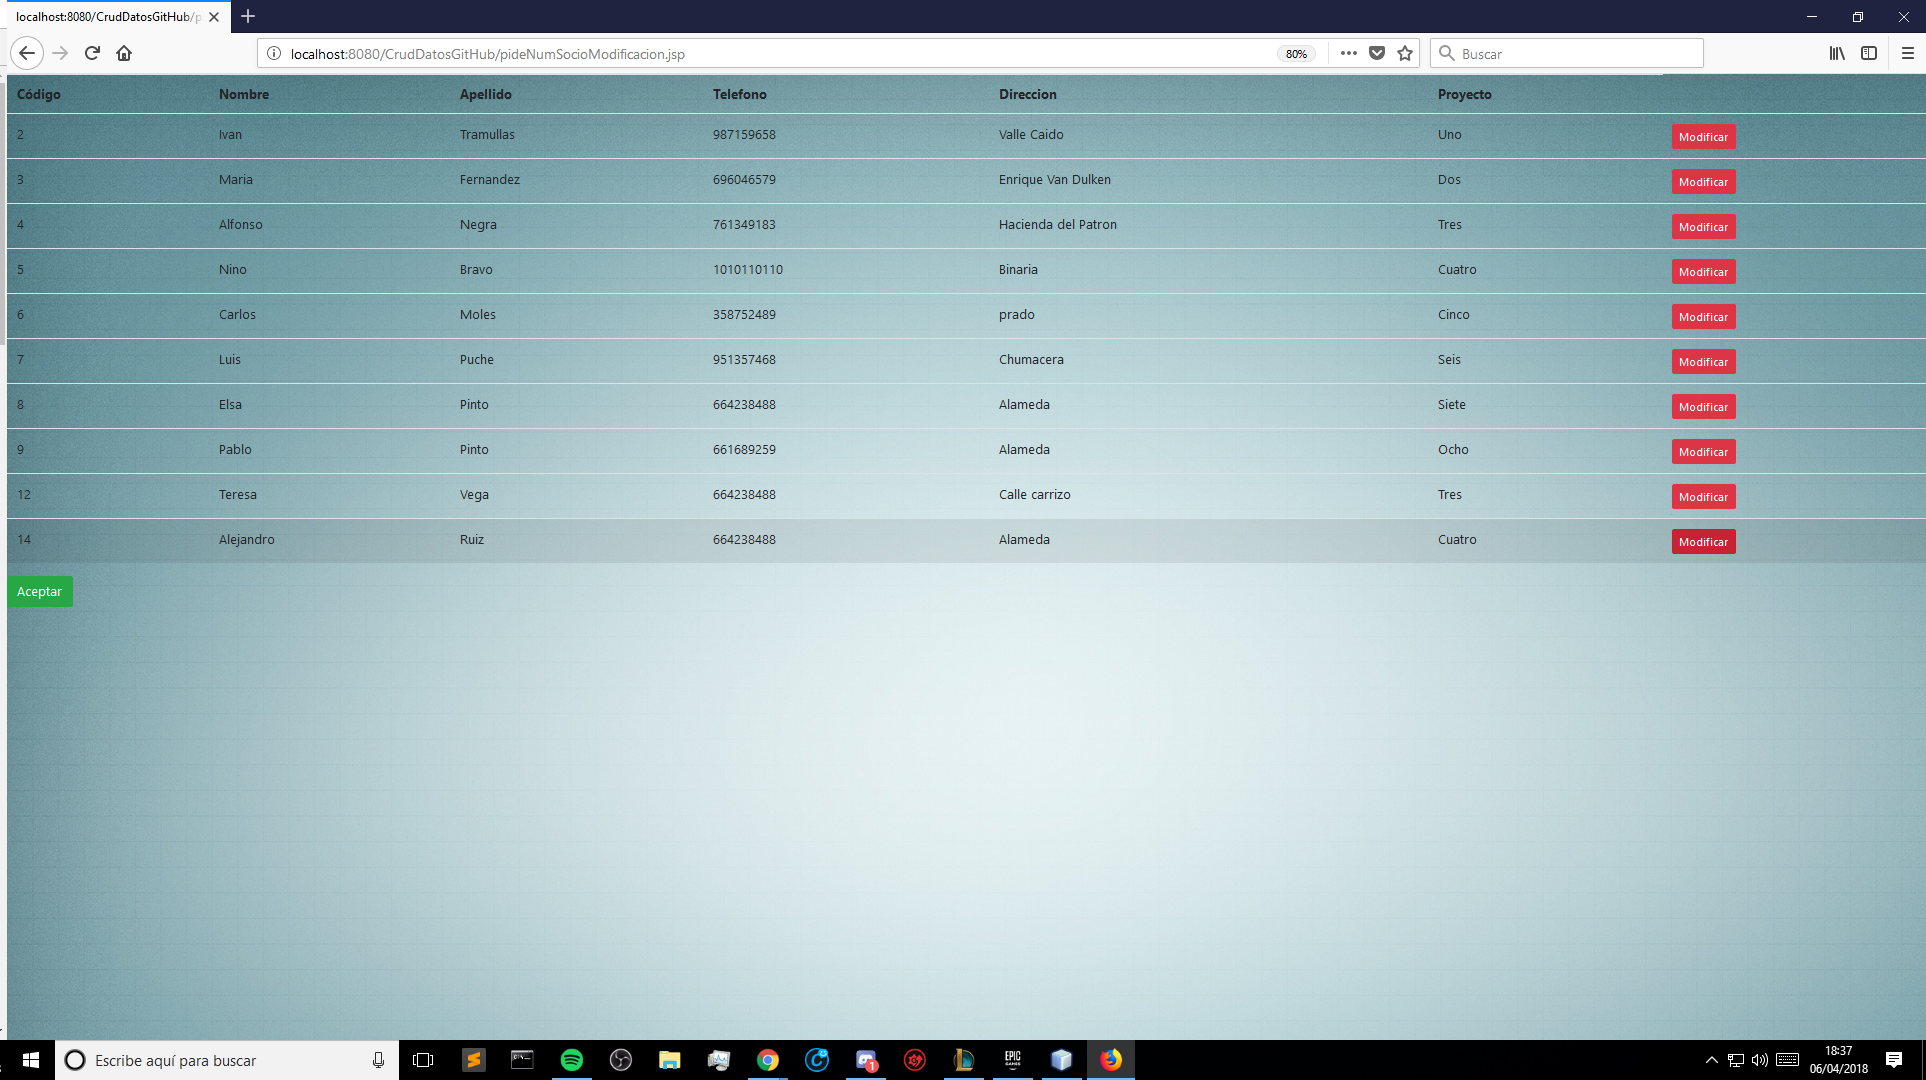 localhost:8080/CrudDatosGitHub/p
localhost:8080/CrudDatosGitHub/pideNumSocioModificacion.jsp 80% Buscar
Código Nombre Apellido Telefono Direccion Proyecto
2 Ivan Tramullas 987159658 Valle Caido Uno Modificar
3 Maria Fernandez 696046579 Enrique Van Dulken Dos Modificar
4 Alfonso Negra 761349183 Hacienda del Patron Tres Modificar
5 Nino Bravo 1010110110 Binaria Cuatro Modificar
6 Carlos Moles 358752489 prado Cinco Modificar
7 Luis Puche 951357468 Chumacera Seis Modificar
8 Elsa Pinto 664238488 Alameda Siete Modificar
9 Pablo Pinto 661689259 Alameda Ocho Modificar
12 Teresa Vega 664238488 Calle carrizo Tres Modificar
14 Alejandro Ruiz 664238488 Alameda Cuatro Modificar
Aceptar
Escribe aquí para buscar 1 EPIC GAMES 18:37
06/04/2018